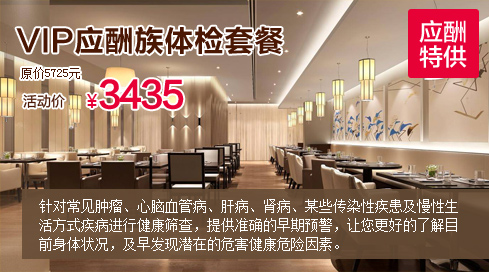 VIP应酬族体检套餐
应酬
特供
原价5725元
活动价 ¥3435
针对常见肿瘤、心脑血管病、肝病、肾病、某些传染性疾患及慢性生
活方式疾病进行健康筛查，提供准确的早期预警，让您更好的了解目
前身体状况，及早发现潜在的危害健康危险因素。